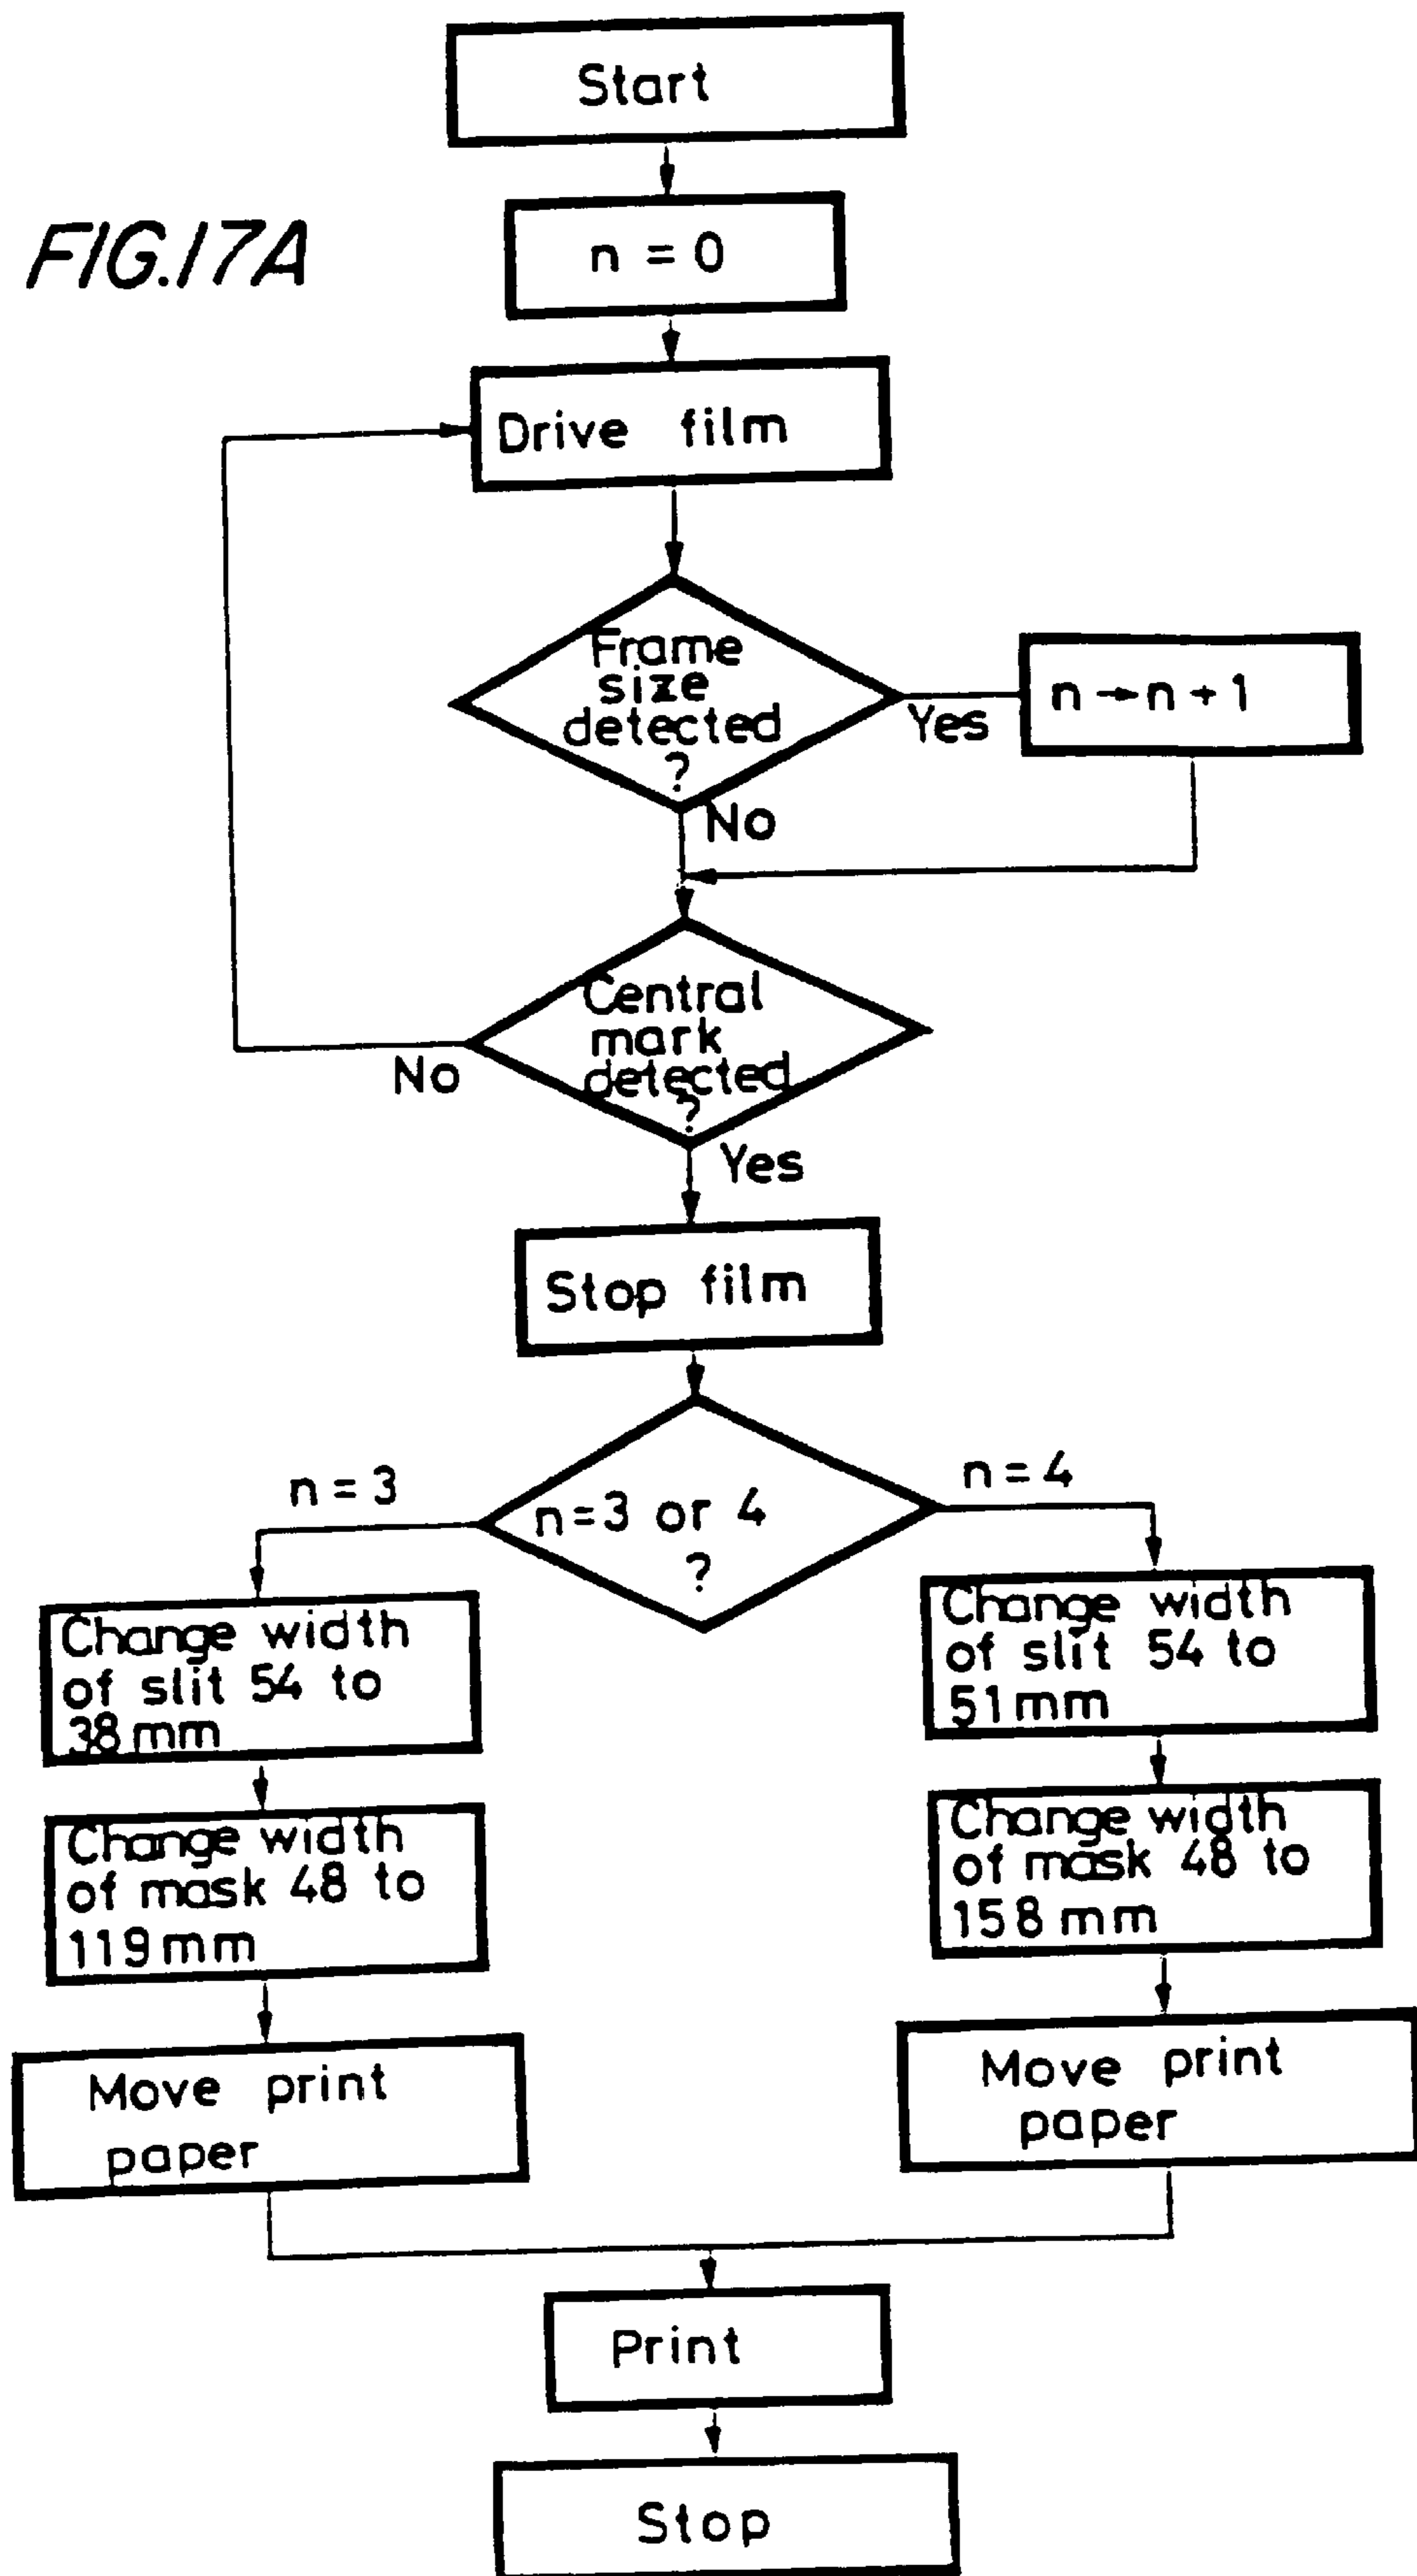 Start
FIG.17A
n = 0
Drive film
Frame
size
detected
?
Yes
n → n + 1
No
Central
mark
detected
?
No
Yes
Stop film
n = 3
n=3 or 4
?
n = 4
Change width
of slit 54 to
38 mm
Change width
of slit 54 to
51 mm
Change width
of mask 48 to
119 mm
Change width
of mask 48 to
158 mm
Move print
paper
Move print
paper
Print
Stop